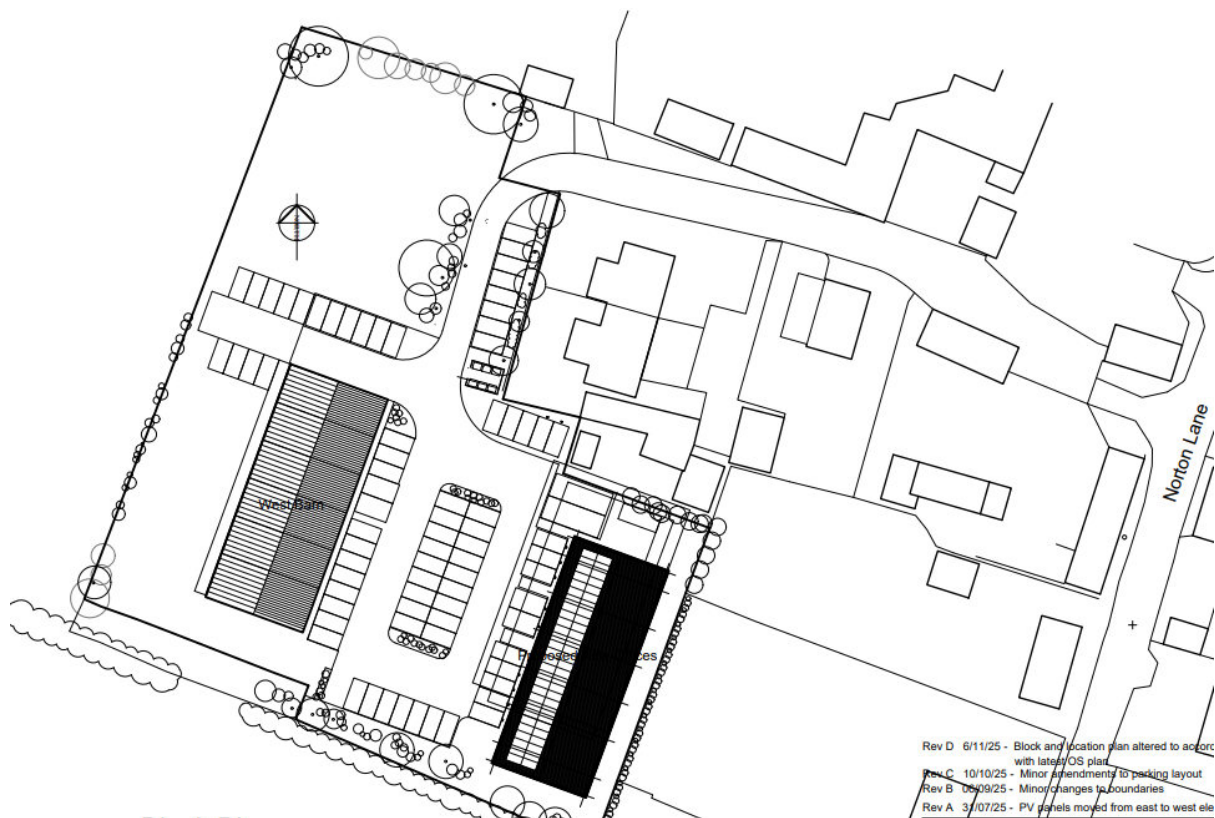 West Barn
Norton Lane
Proposed
Rev D 6/11/25 - Block and location plan altered to accord
with latest OS plan
Rev C 10/10/25 - Minor amendments to parking layout
Rev B 06/09/25 - Minor changes to boundaries
Rev A 31/07/25 - PV panels moved from east to west ele